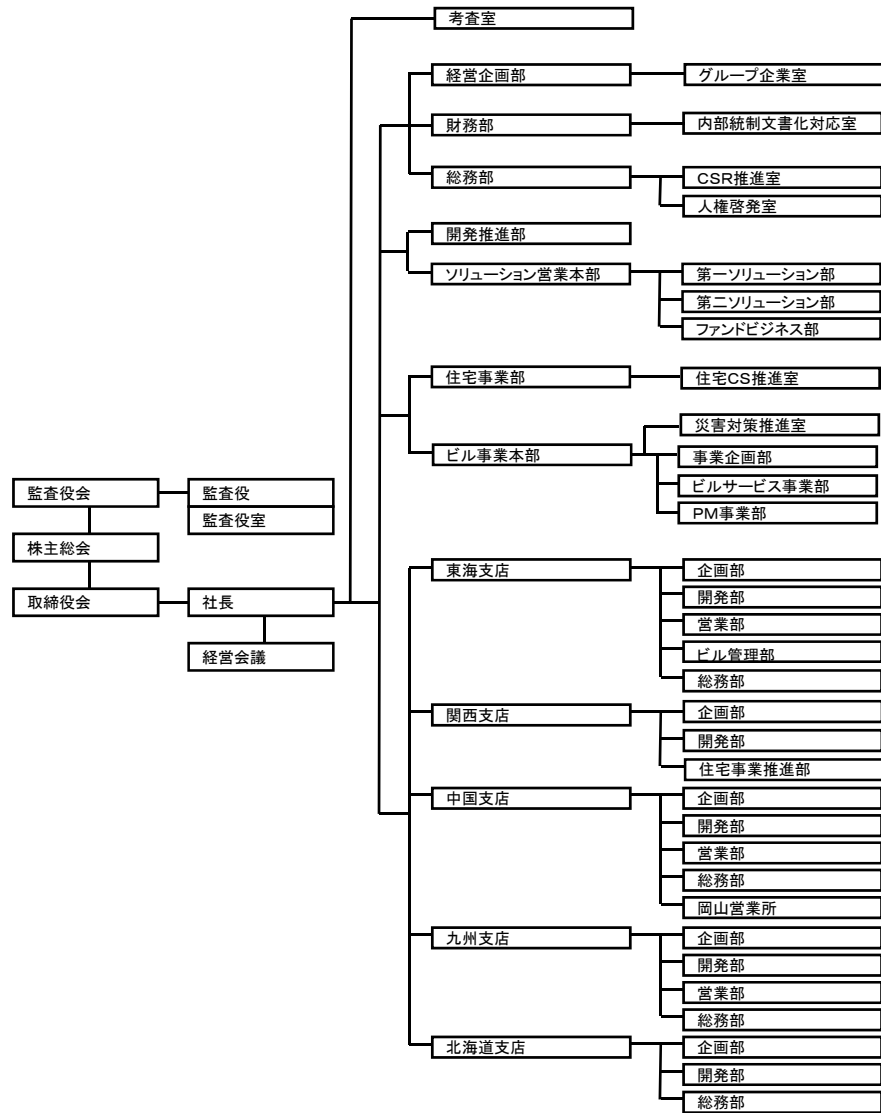 考査室
経営企画部
グループ企業室
財務部
内部統制文書化対応室
総務部
CSR推進室
人権啓発室
開発推進部
ソリューション営業本部
第一ソリューション部
第二ソリューション部
ファンドビジネス部
住宅事業部
住宅CS推進室
ビル事業本部
災害対策推進室
事業企画部
ビルサービス事業部
PM事業部
監査役会
監査役
監査役室
株主総会
取締役会
社長
経営会議
東海支店
企画部
開発部
営業部
ビル管理部
総務部
関西支店
企画部
開発部
住宅事業推進部
中国支店
企画部
開発部
営業部
総務部
岡山営業所
九州支店
企画部
開発部
営業部
総務部
北海道支店
企画部
開発部
総務部